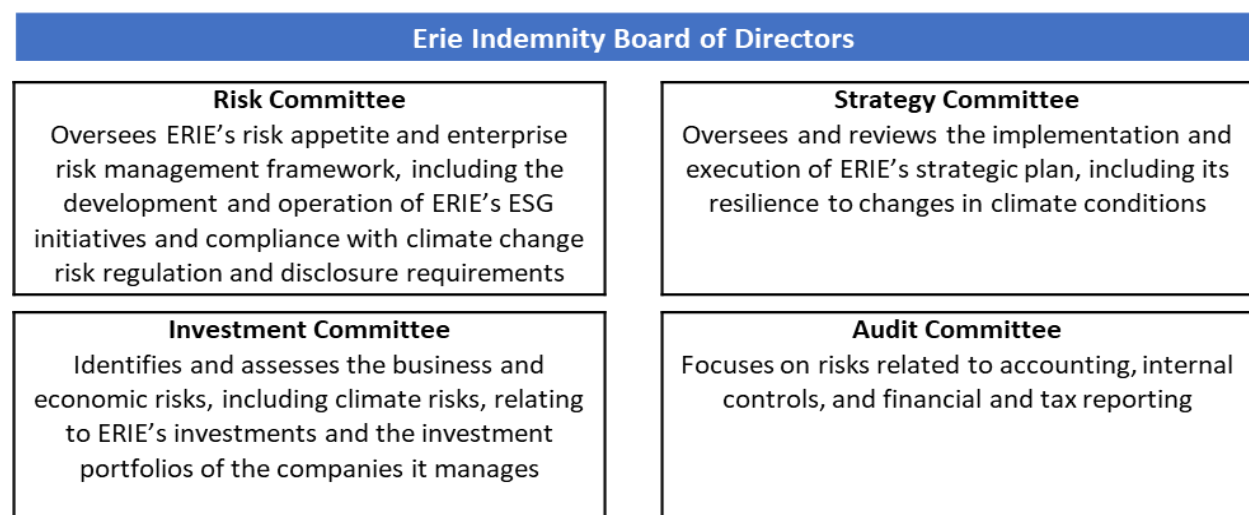 Erie Indemnity Board of Directors
Risk Committee
Oversees ERIE’s risk appetite and enterprise
risk management framework, including the
development and operation of ERIE’s ESG
initiatives and compliance with climate change
risk regulation and disclosure requirements
Strategy Committee
Oversees and reviews the implementation and
execution of ERIE’s strategic plan, including its
resilience to changes in climate conditions
Investment Committee
Identifies and assesses the business and
economic risks, including climate risks, relating
to ERIE’s investments and the investment
portfolios of the companies it manages
Audit Committee
Focuses on risks related to accounting, internal
controls, and financial and tax reporting